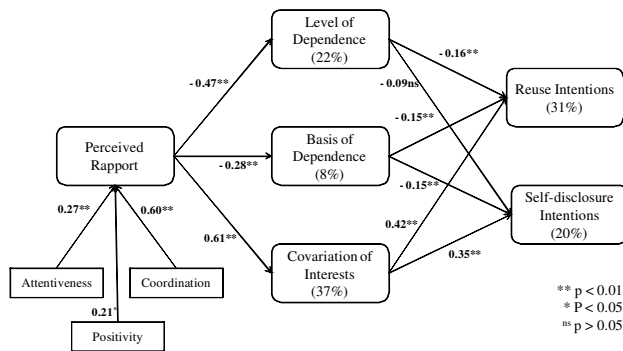 Level of
Dependence
(22%)
- 0.47**
- 0.16**
- 0.09ns
Reuse Intentions
(31%)
- 0.15**
Perceived
Rapport
Basis of
Dependence
(8%)
- 0.28**
- 0.15**
Self-disclosure
Intentions
(20%)
0.27**
0.60**
0.61**
0.42**
0.35**
Covariation of
Interests
(37%)
Attentiveness
Coordination
0.21*
Positivity
** p < 0.01
* P < 0.05
ns p > 0.05